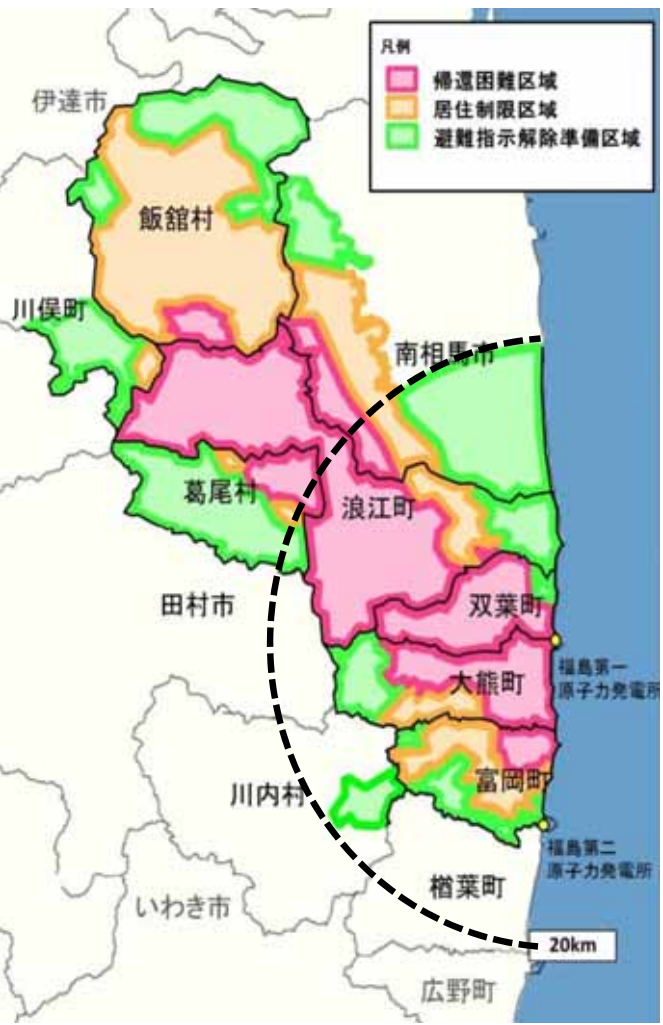 凡例
帰還困難区域
居住制限区域
避難指示解除準備区域
伊達市
飯舘村
川俣町
南相馬市
葛尾村
浪江町
田村市
双葉町
福島第一
原子力発電所
大熊町
富岡町
川内村
福島第二
原子力発電所
楢葉町
いわき市
20km
広野町